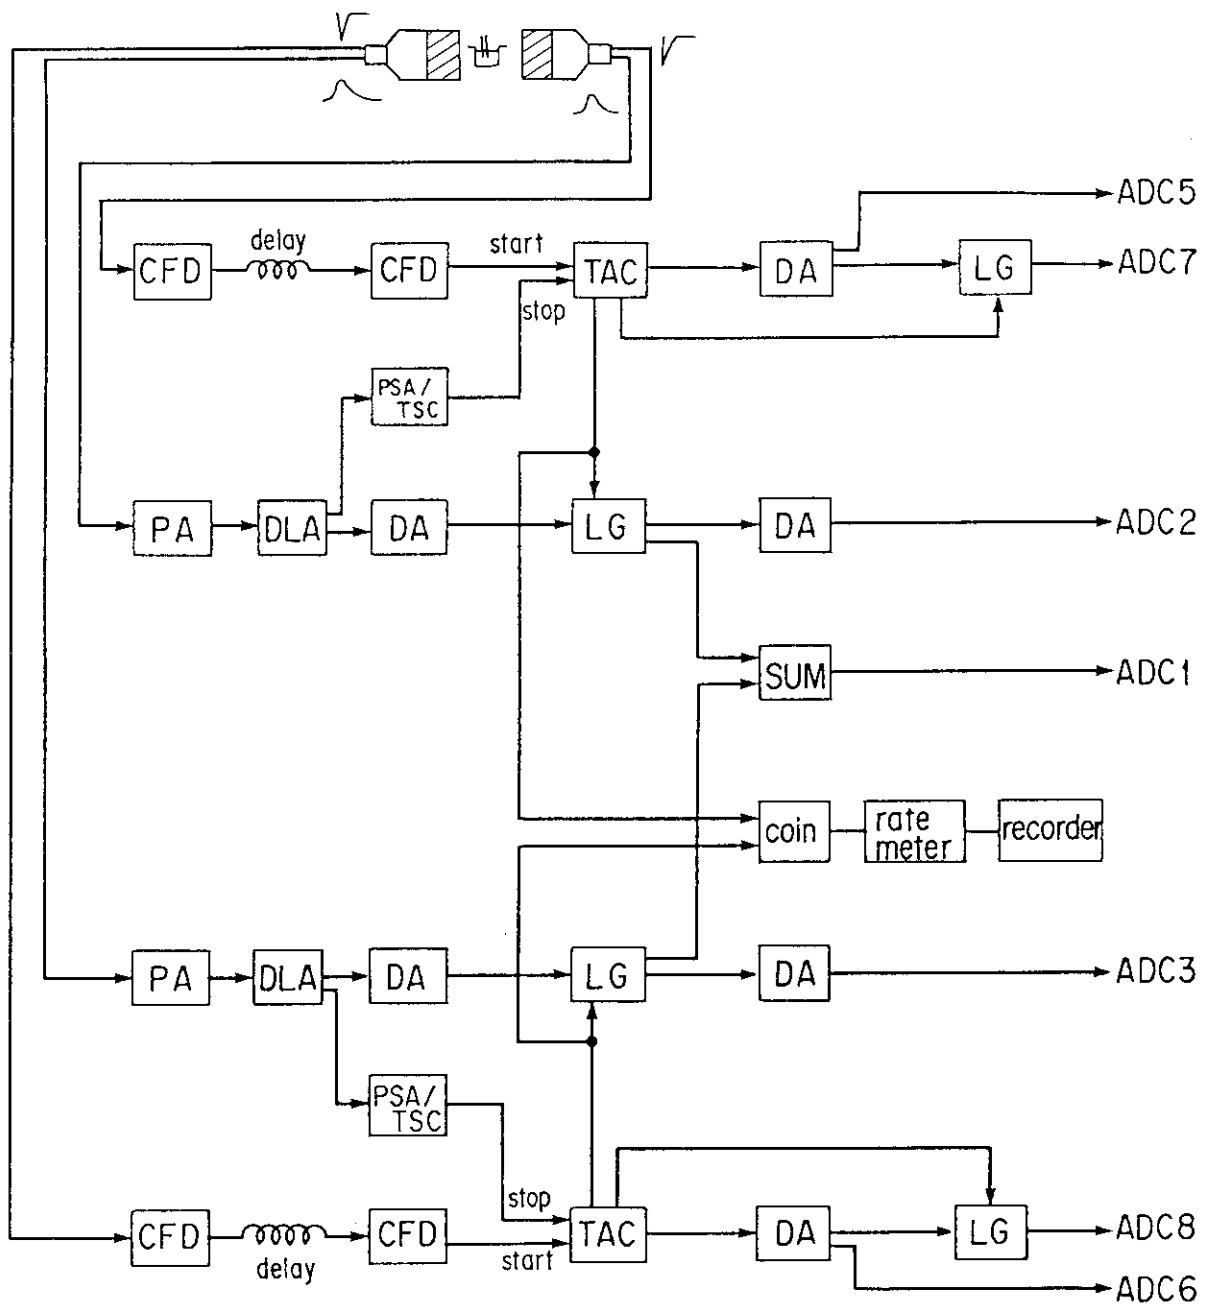 ADC5
delay
start
CFD
CFD
TAC
DA
LG
ADC7
stop
PSA/
TSC
PA
DLA
DA
LG
DA
ADC2
SUM
ADC1
coin
rate
meter
recorder
PA
DLA
DA
LG
DA
ADC3
PSA/
TSC
stop
CFD
CFD
TAC
DA
LG
ADC8
delay
start
ADC6